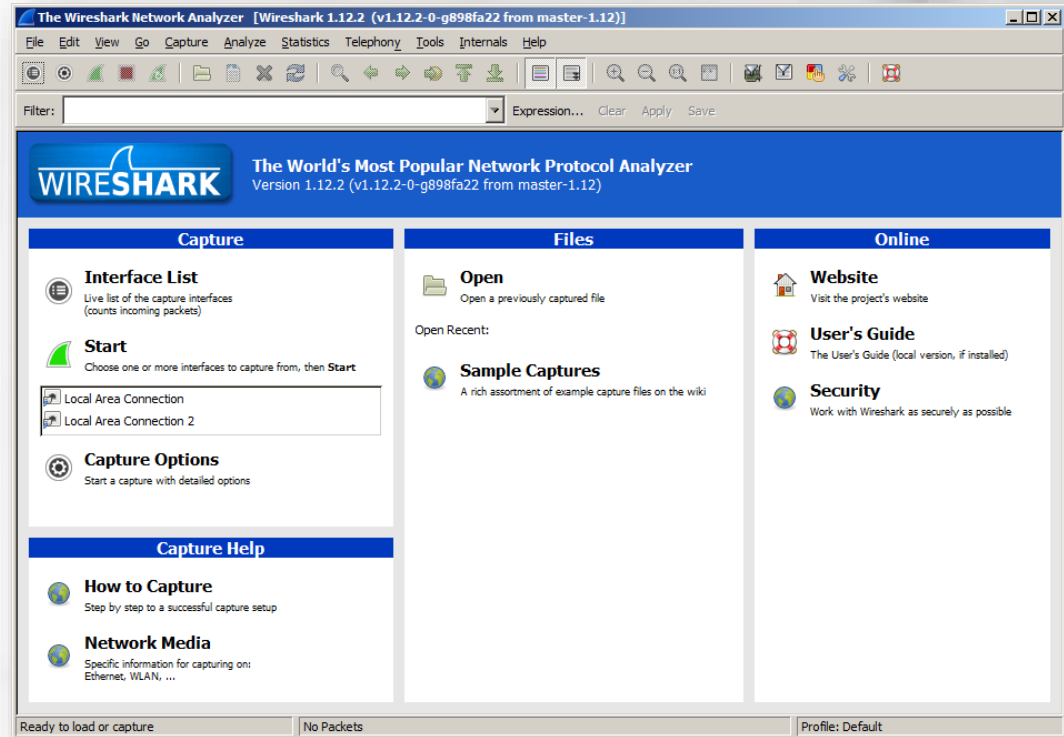 The Wireshark Network Analyzer [Wireshark 1.12.2 (v1.12.2-0-g898fa22 from master-1.12)]
File Edit View Go Capture Analyze Statistics Telephony Tools Internals Help
Filter: Expression... Clear Apply Save
WIRESHARK
The World's Most Popular Network Protocol Analyzer
Version 1.12.2 (v1.12.2-0-g898fa22 from master-1.12)
Capture
Interface List
Live list of the capture interfaces
(counts incoming packets)
Start
Choose one or more interfaces to capture from, then Start
Local Area Connection
Local Area Connection 2
Capture Options
Start a capture with detailed options
Capture Help
How to Capture
Step by step to a successful capture setup
Network Media
Specific information for capturing on:
Ethernet, WLAN, ...
Files
Open
Open a previously captured file
Open Recent:
Sample Captures
A rich assortment of example capture files on the wiki
Online
Website
Visit the project's website
User's Guide
The User's Guide (local version, if installed)
Security
Work with Wireshark as securely as possible
Ready to load or capture
No Packets
Profile: Default